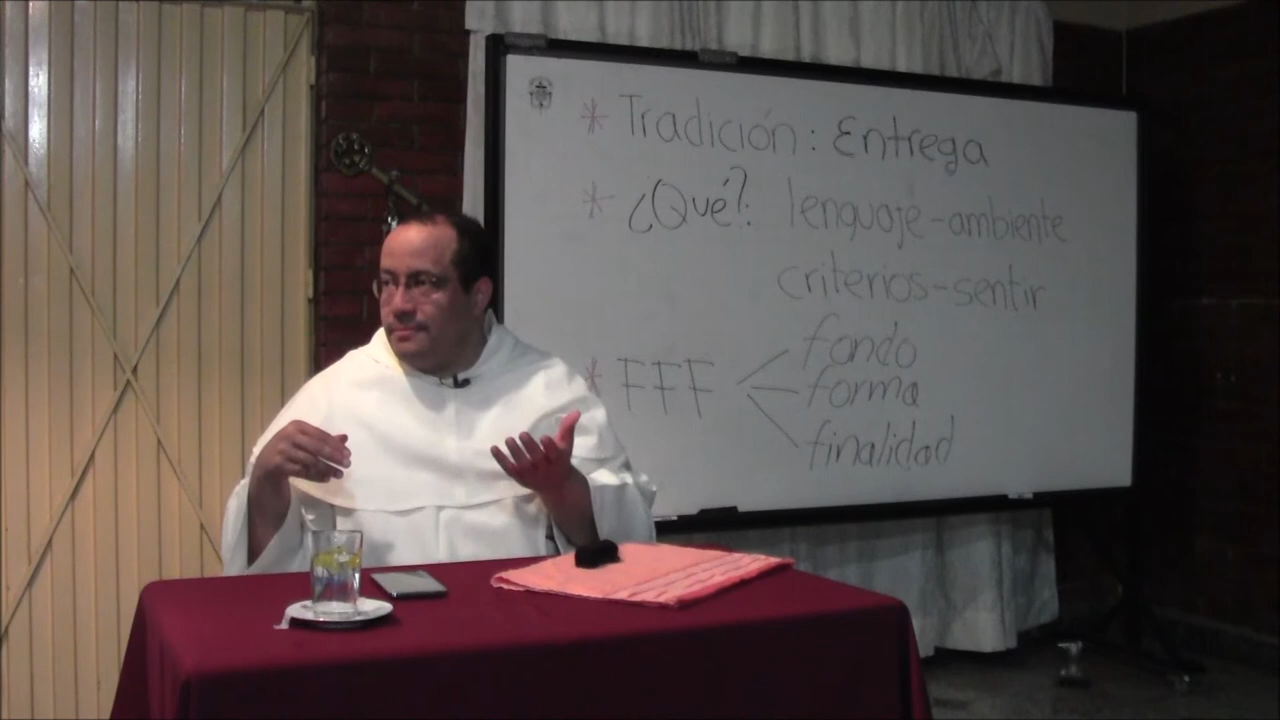 * Tradición: Entrega
* ¿Qué?: lenguaje-ambiente
criterios-sentir
* FFF fondo
forma
finalidad